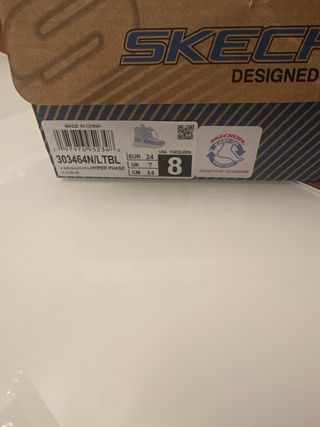 SKECH
DESIGNED
MADE IN CHINA
303464N/LTBL
HYPER PHASE
EUR 24
UK 7
CM 14
USA TODDLERS
8
SKECHERS
ADAPTIVE CLOSURE